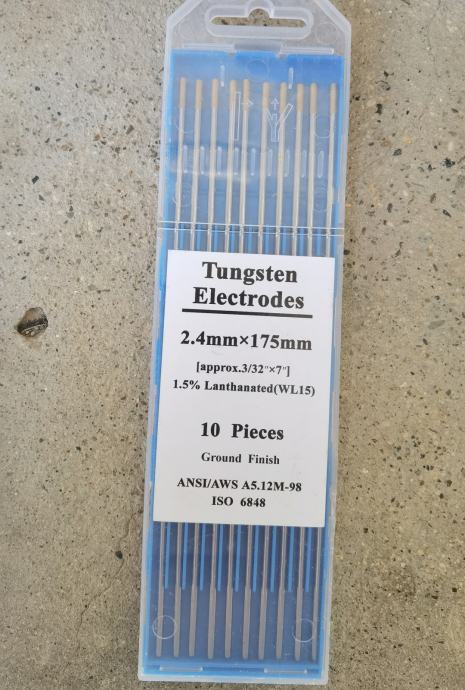 Tungsten
Electrodes
2.4mm×175mm
[approx.3/32"×7"]
1.5% Lanthanated(WL15)
10 Pieces
Ground Finish
ANSI/AWS A5.12M-98
ISO 6848